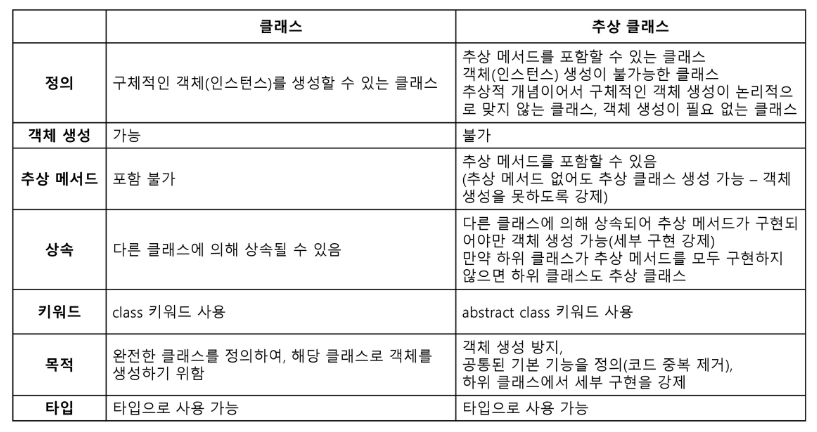 클래스
추상 클래스
정의
구체적인 객체(인스턴스)를 생성할 수 있는 클래스
추상 메서드를 포함할 수 있는 클래스
객체(인스턴스) 생성이 불가능한 클래스
추상적 개념이어서 구체적인 객체 생성이 논리적으
로 맞지 않는 클래스, 객체 생성이 필요 없는 클래스
객체 생성
가능
불가
추상 메서드
포함 불가
추상 메서드를 포함할 수 있음
(추상 메서드 없어도 추상 클래스 생성 가능 – 객체
생성을 못하도록 강제)
상속
다른 클래스에 의해 상속될 수 있음
다른 클래스에 의해 상속되어 추상 메서드가 구현되
어야만 객체 생성 가능(세부 구현 강제)
만약 하위 클래스가 추상 메서드를 모두 구현하지
않으면 하위 클래스도 추상 클래스
키워드
class 키워드 사용
abstract class 키워드 사용
목적
완전한 클래스를 정의하여, 해당 클래스로 객체를
생성하기 위함
객체 생성 방지,
공통된 기본 기능을 정의(코드 중복 제거),
하위 클래스에서 세부 구현을 강제
타입
타입으로 사용 가능
타입으로 사용 가능